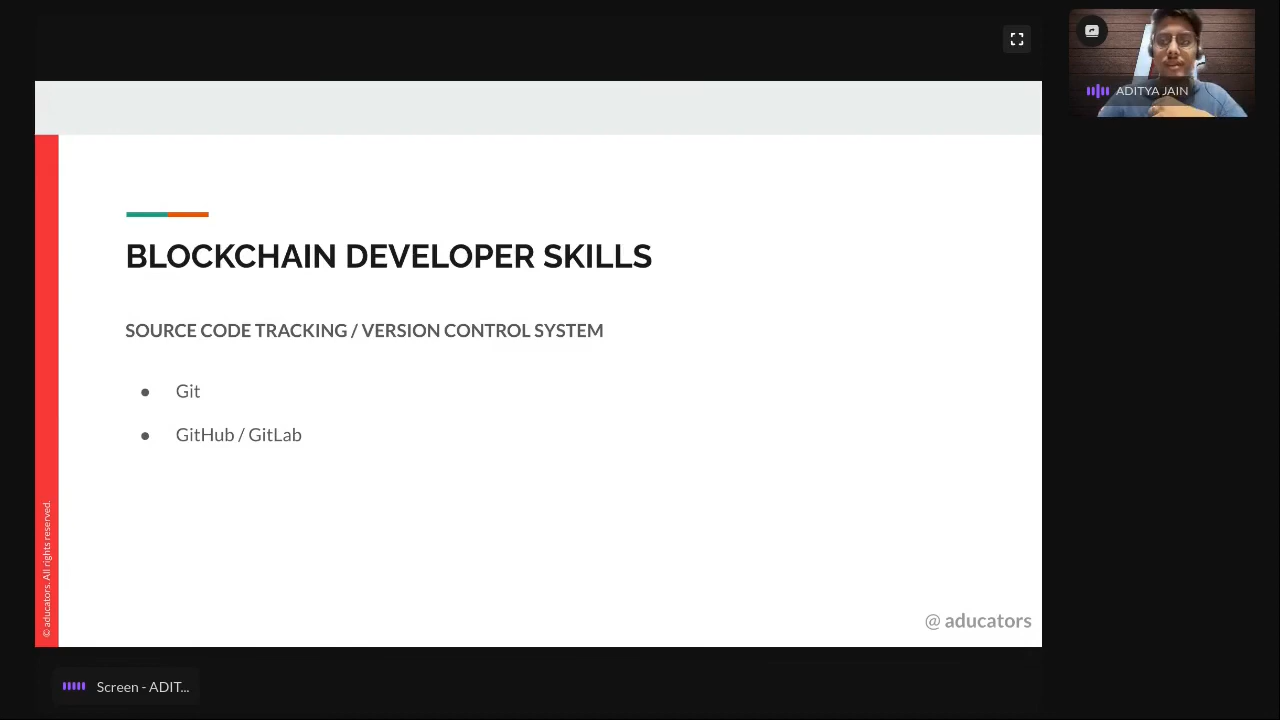 ADITYA JAIN
BLOCKCHAIN DEVELOPER SKILLS
SOURCE CODE TRACKING / VERSION CONTROL SYSTEM
● Git
● GitHub / GitLab
© aducators. All rights reserved.
@ aducators
Screen - ADIT...